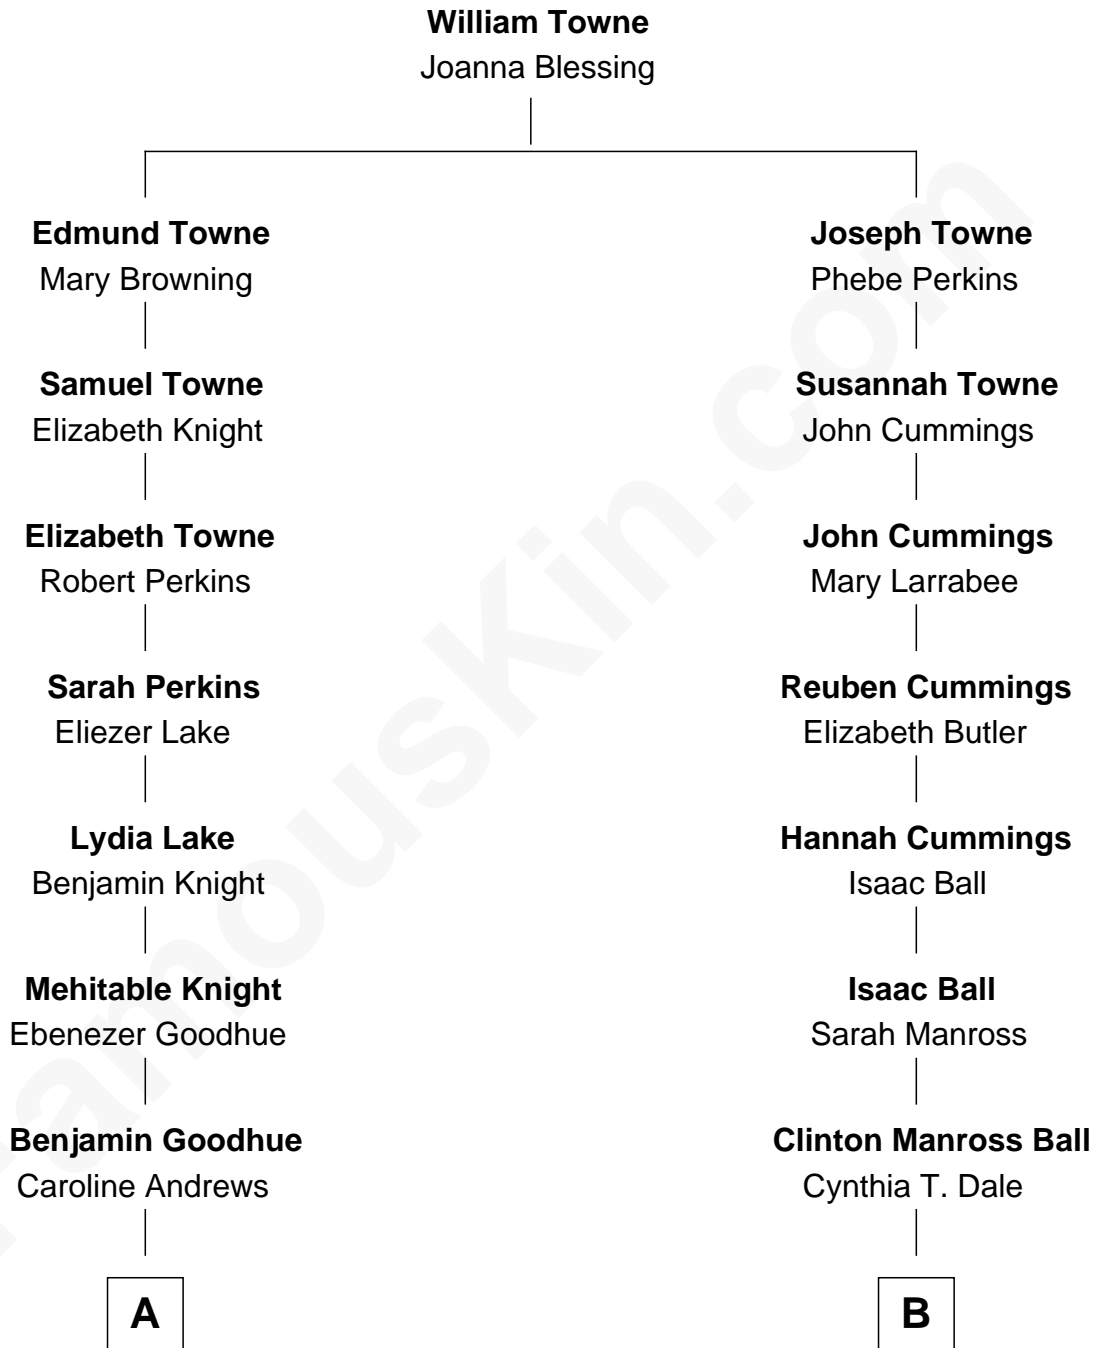 William Towne
Joanna Blessing
Edmund Towne
Mary Browning
Joseph Towne
Phebe Perkins
Samuel Towne
Elizabeth Knight
Susannah Towne
John Cummings
Elizabeth Towne
Robert Perkins
John Cummings
Mary Larrabee
Sarah Perkins
Eliezer Lake
Reuben Cummings
Elizabeth Butler
Lydia Lake
Benjamin Knight
Hannah Cummings
Isaac Ball
Mehitable Knight
Ebenezer Goodhue
Isaac Ball
Sarah Manross
Benjamin Goodhue
Caroline Andrews
Clinton Manross Ball
Cynthia T. Dale
A
B
FamousKin.com